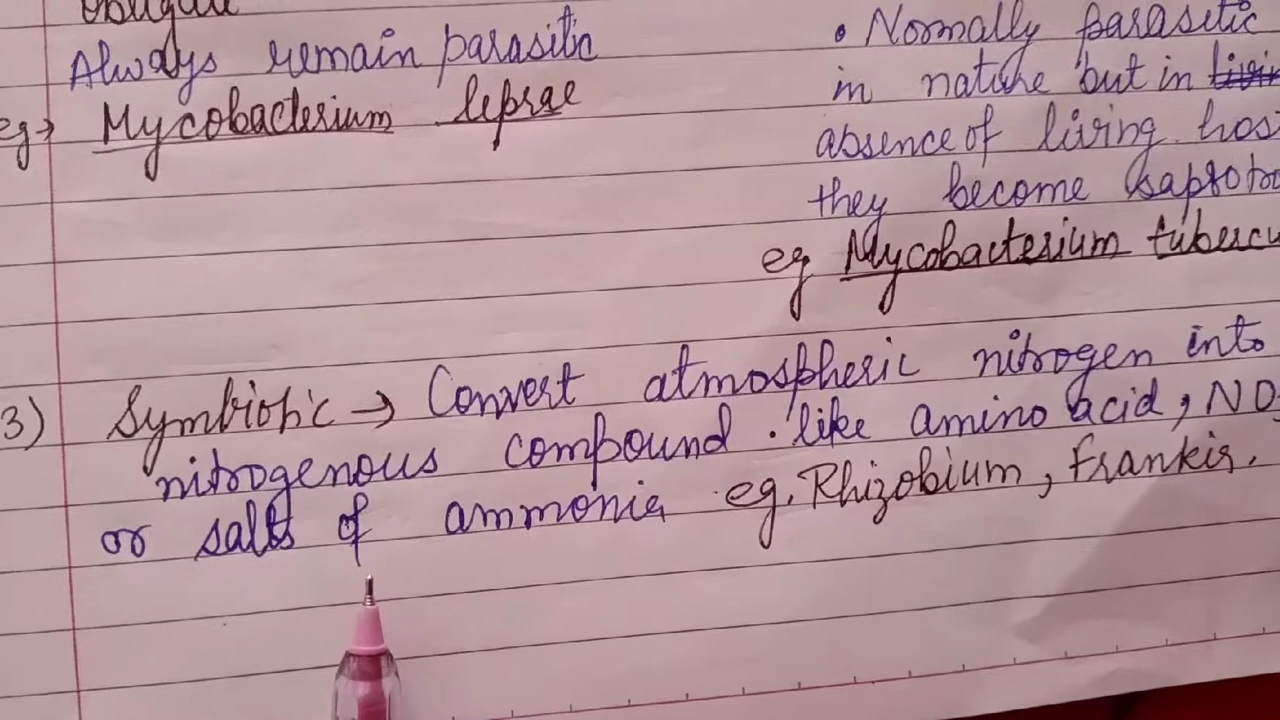 Always remain parasitic
eg → Mycobacterium leprae
• Normally parasitic
in nature but in
absence of living
they become
eg Mycobacterium
3) Symbiotic → Convert atmospheric nitrogen into
nitrogenous compound. like amino acid,
or salts of ammonia eg. Rhizobium, Frankia.